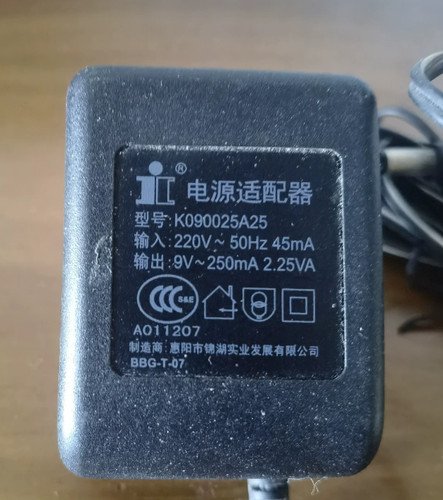 ® 电源适配器
型号:K090025A25
输入:220V~50Hz 45mA
输出:9V~250mA 2.25VA
CCC S&E
A011207
制造商:惠阳市锦湖实业发展有限公司
BBG-T-07